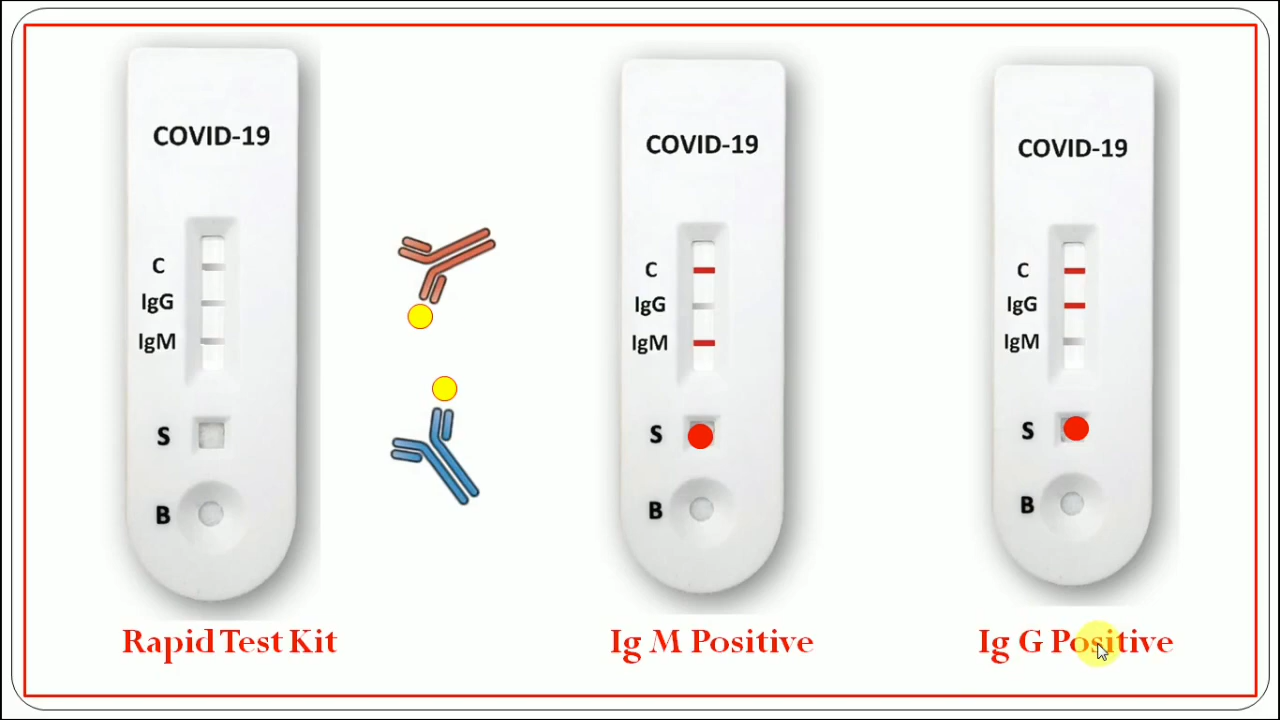 COVID-19
C
IgG
IgM
S
B
Rapid Test Kit
COVID-19
C
IgG
IgM
S
B
Ig M Positive
COVID-19
C
IgG
IgM
S
B
Ig G Positive